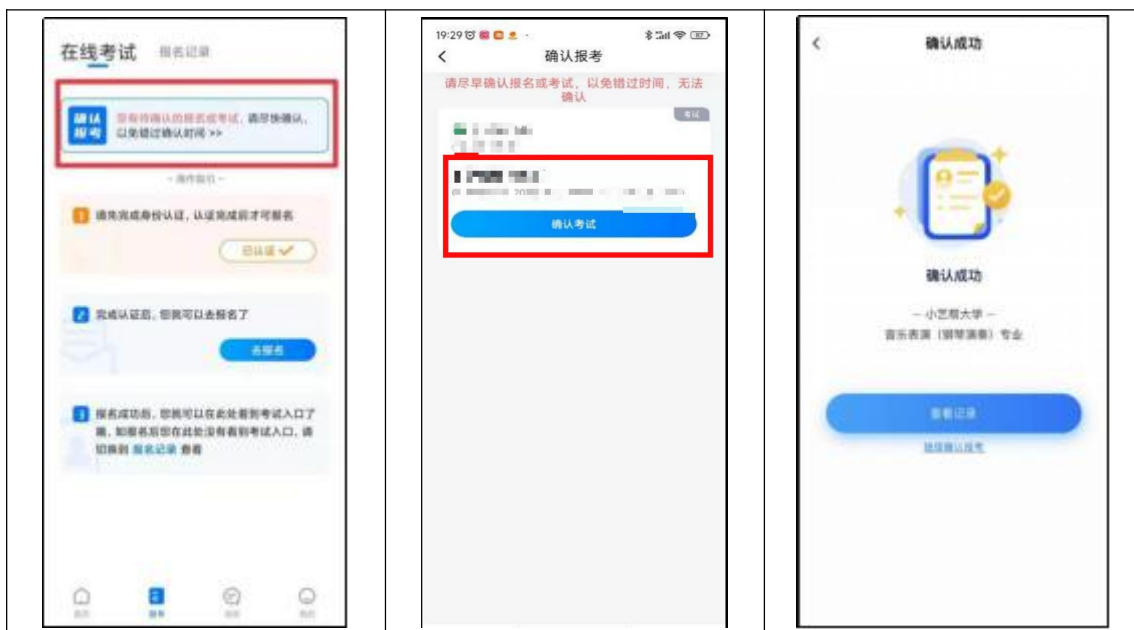 在线考试 报名记录
确认
报考
您有待确认的报名或考试，请尽快确认，
以免错过确认时间 >>
- 操作指引 -
1 请先完成身份认证，认证完成后才可报名
已认证
2 完成认证后，您就可以去报名了
去报名
3 报名成功后，您就可以在此处看到考试入口了
哦，如报名后您在此处没有看到考试入口，请
切换到 报名记录 查看
报考
19:29
确认报考
请尽早确认报名或考试，以免错过时间，无法
确认
考试
确认考试
确认成功
确认成功
— 小艺帮大学 —
音乐表演（钢琴演奏）专业
查看记录
继续确认报考